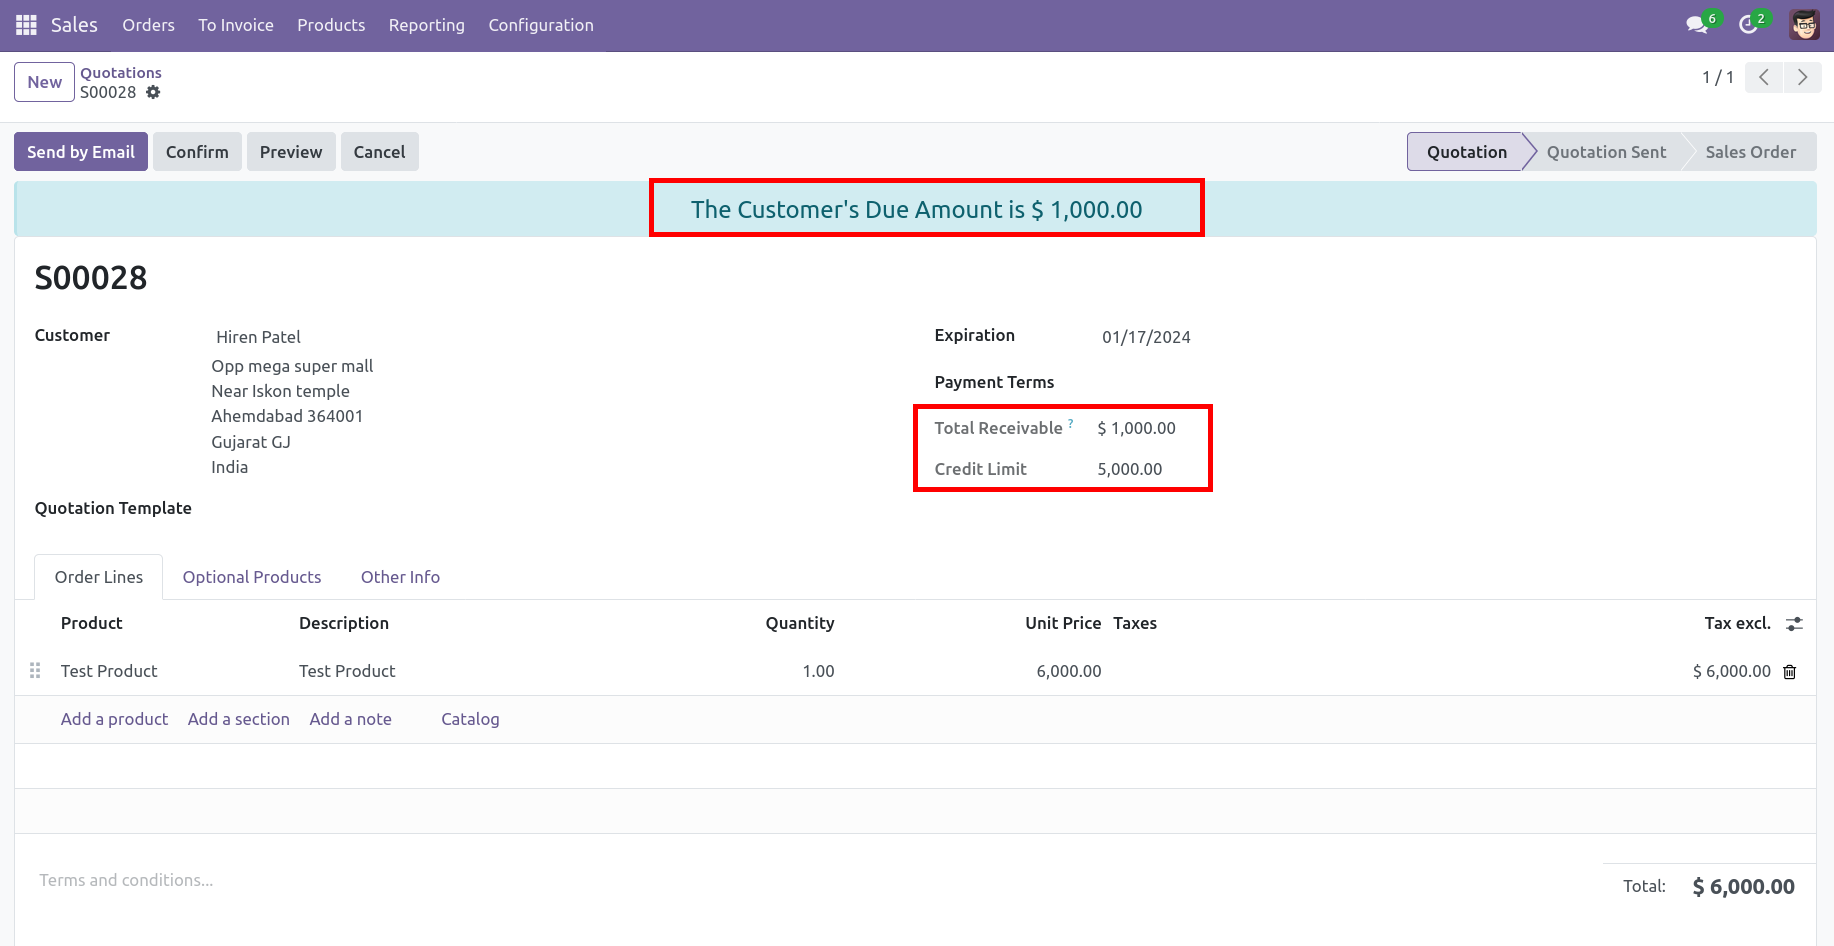 Sales Orders To Invoice Products Reporting Configuration 6 2
New Quotations 1 / 1
S00028
Send by Email Confirm Preview Cancel Quotation Quotation Sent Sales Order
The Customer's Due Amount is $ 1,000.00
S00028
Customer Hiren Patel Expiration 01/17/2024
Opp mega super mall
Near Iskon temple Payment Terms
Ahemdabad 364001
Gujarat GJ Total Receivable ? $ 1,000.00
India Credit Limit 5,000.00
Quotation Template
Order Lines Optional Products Other Info
Product Description Quantity Unit Price Taxes Tax excl.
Test Product Test Product 1.00 6,000.00 $ 6,000.00
Add a product Add a section Add a note Catalog
Terms and conditions... Total: $ 6,000.00